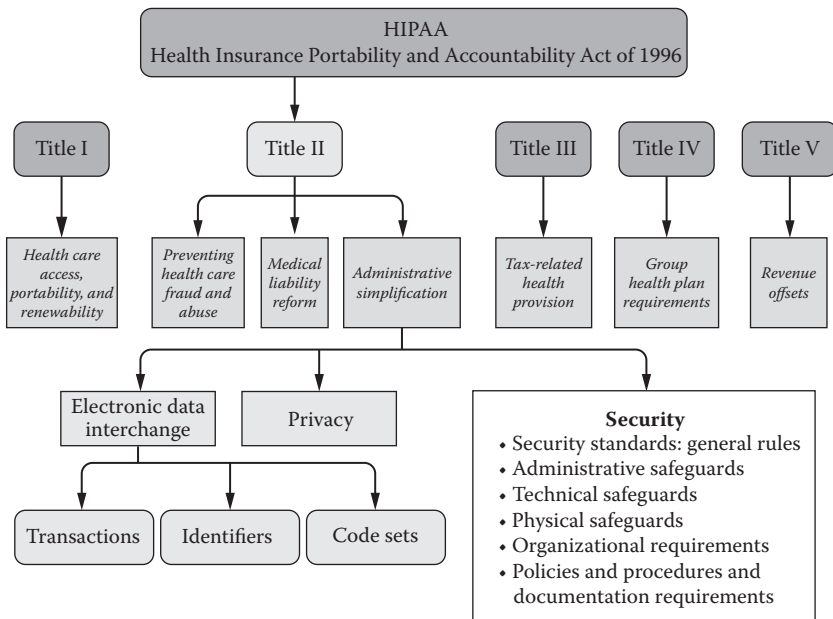 HIPAA
Health Insurance Portability and Accountability Act of 1996
Title I
Title II
Title III
Title IV
Title V
Health care
access,
portability, and
renewability
Preventing
health care
fraud and
abuse
Medical
liability
reform
Administrative
simplification
Tax-related
health
provision
Group
health plan
requirements
Revenue
offsets
Electronic data
interchange
Privacy
Security
• Security standards: general rules
• Administrative safeguards
• Technical safeguards
• Physical safeguards
• Organizational requirements
• Policies and procedures and
documentation requirements
Transactions
Identifiers
Code sets